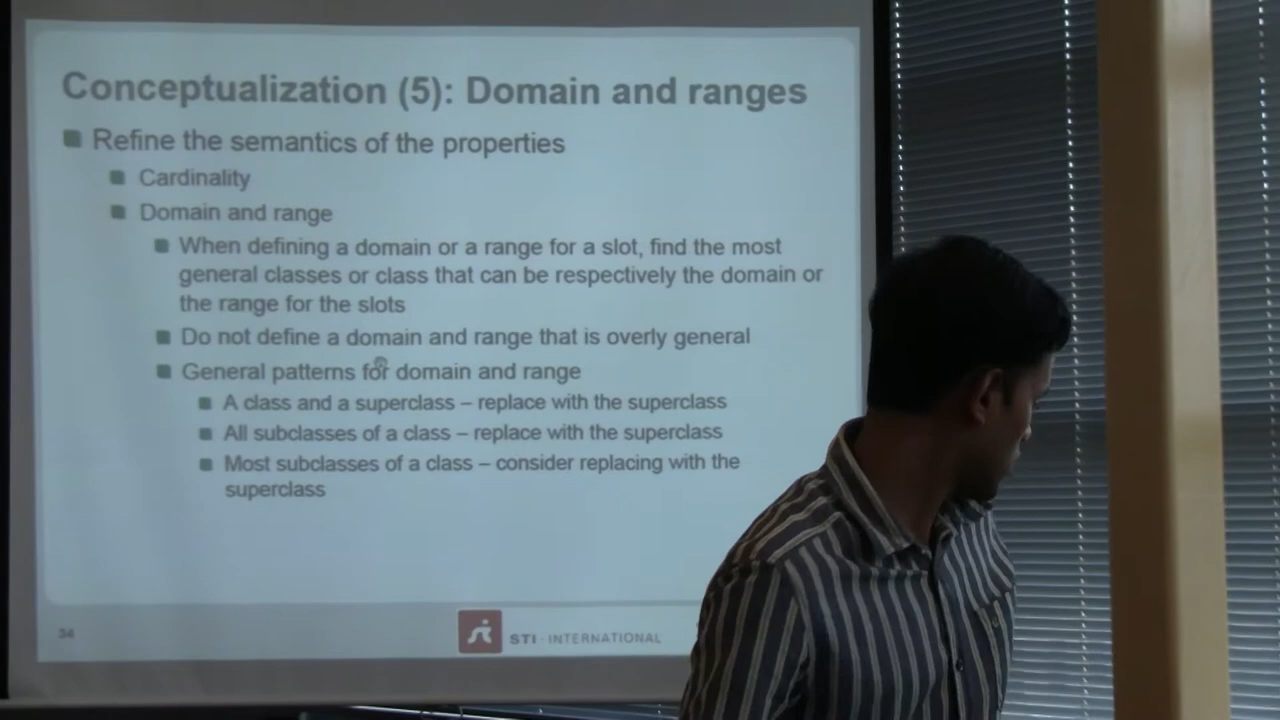 Conceptualization (5): Domain and ranges
Refine the semantics of the properties
Cardinality
Domain and range
When defining a domain or a range for a slot, find the most
general classes or class that can be respectively the domain or
the range for the slots
Do not define a domain and range that is overly general
General patterns for domain and range
A class and a superclass – replace with the superclass
All subclasses of a class – replace with the superclass
Most subclasses of a class – consider replacing with the
superclass
34
STI · INTERNATIONAL